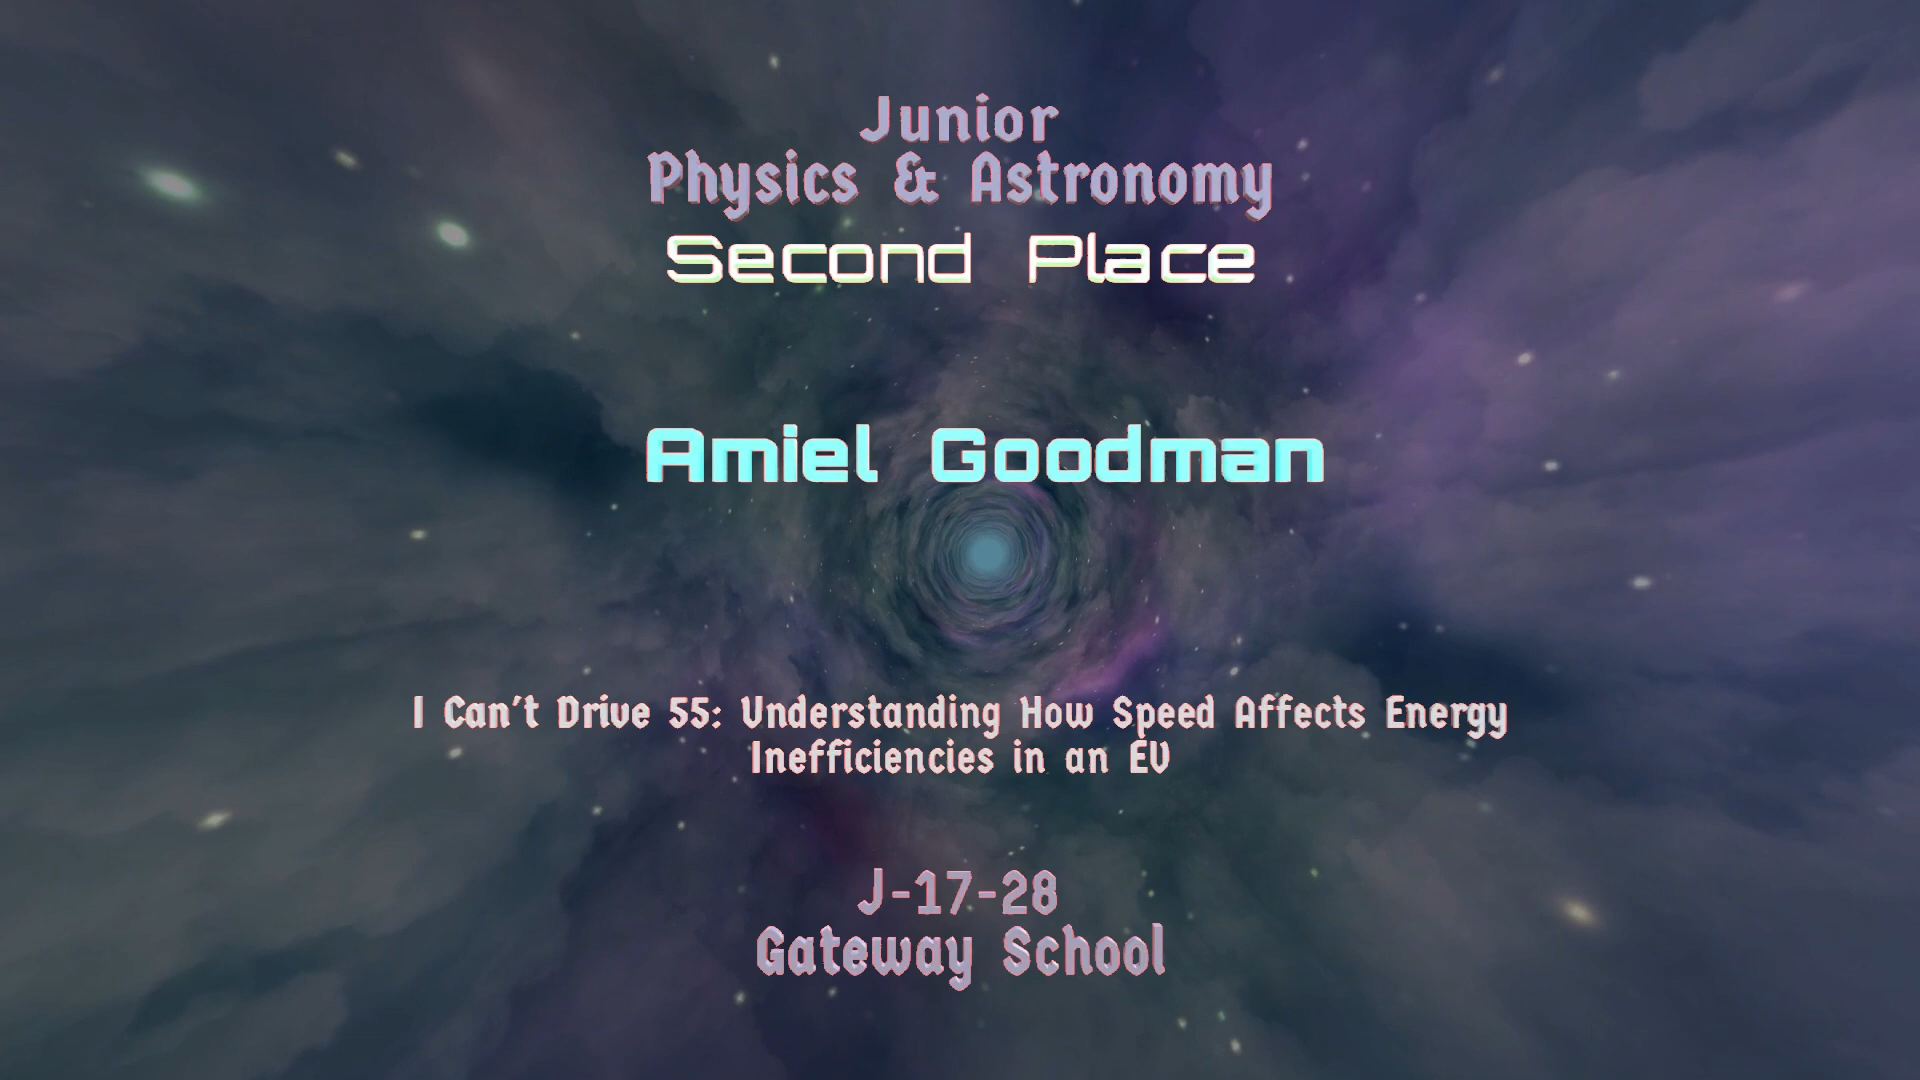 Junior
Physics & Astronomy
Second Place
Amiel Goodman
I Can't Drive 55: Understanding How Speed Affects Energy
Inefficiencies in an EV
J-17-28
Gateway School